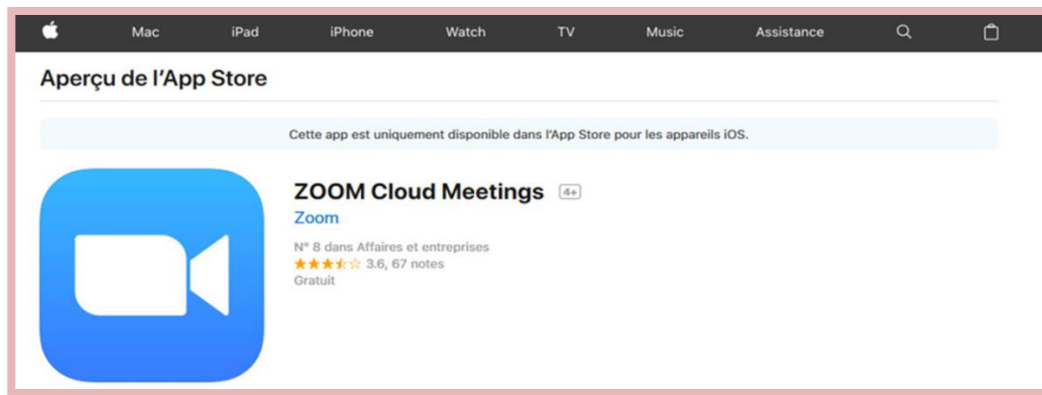 Mac iPad iPhone Watch TV Music Assistance
Aperçu de l'App Store
Cette app est uniquement disponible dans l'App Store pour les appareils iOS.
ZOOM Cloud Meetings 4+
Zoom
N° 8 dans Affaires et entreprises
3.6, 67 notes
Gratuit